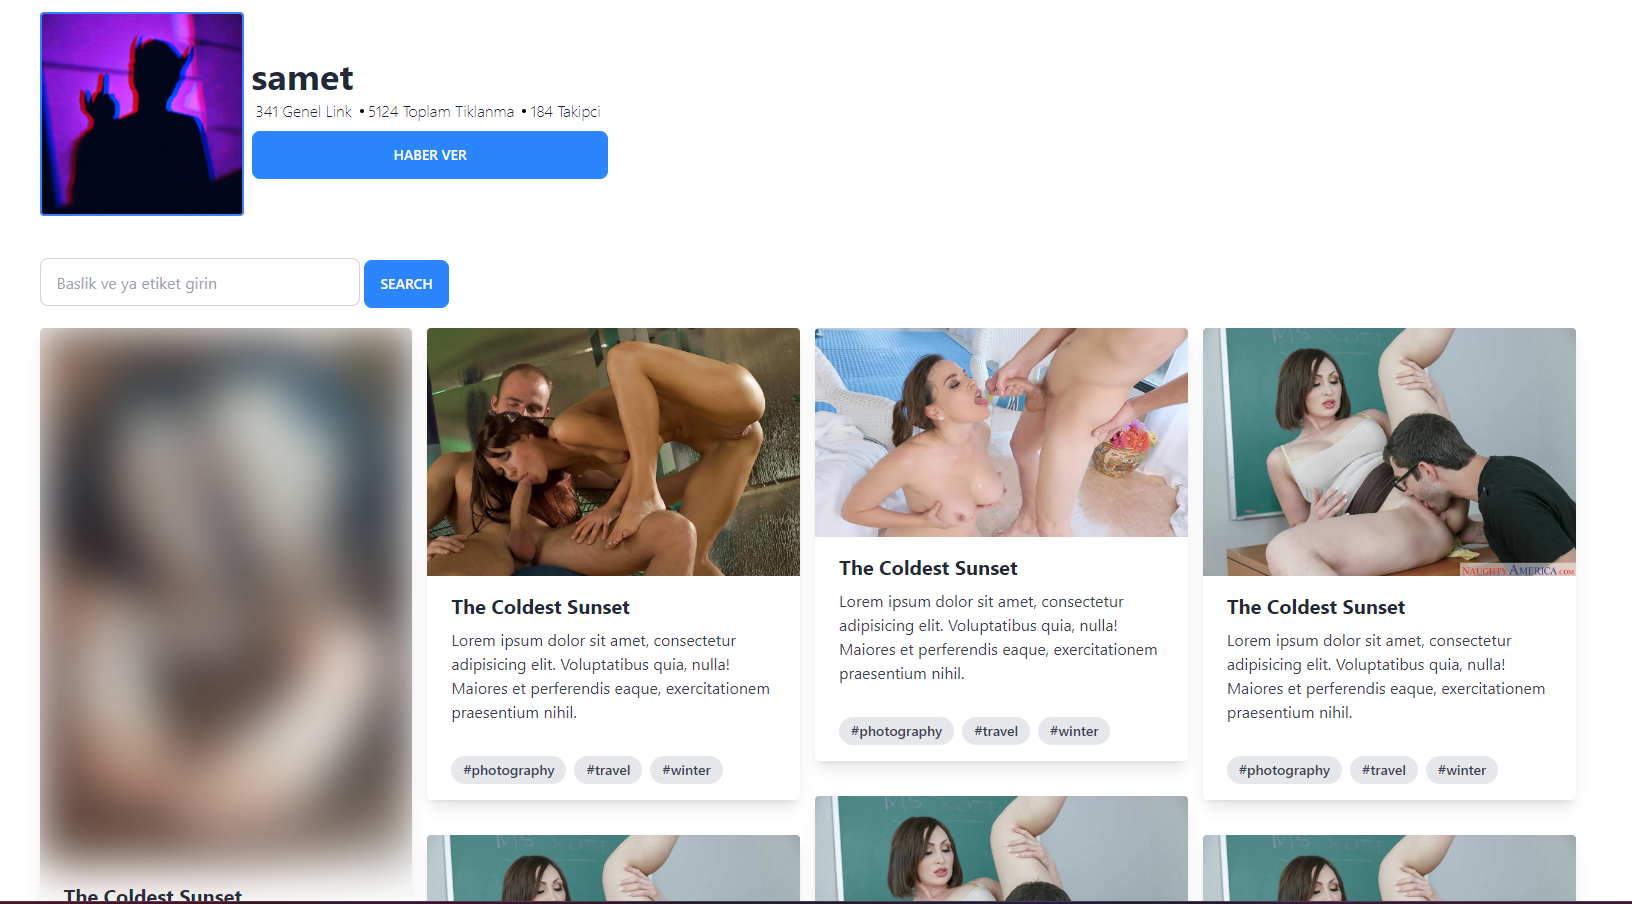 samet
341 Genel Link • 5124 Toplam Tiklanma • 184 Takipci
HABER VER
Baslik ve ya etiket girin
SEARCH
The Coldest Sunset
The Coldest Sunset
Lorem ipsum dolor sit amet, consectetur
adipisicing elit. Voluptatibus quia, nulla!
Maiores et perferendis eaque, exercitationem
praesentium nihil.
#photography
#travel
#winter
The Coldest Sunset
Lorem ipsum dolor sit amet, consectetur
adipisicing elit. Voluptatibus quia, nulla!
Maiores et perferendis eaque, exercitationem
praesentium nihil.
#photography
#travel
#winter
MS
NAUGHTY AMERICA.COM
The Coldest Sunset
Lorem ipsum dolor sit amet, consectetur
adipisicing elit. Voluptatibus quia, nulla!
Maiores et perferendis eaque, exercitationem
praesentium nihil.
#photography
#travel
#winter